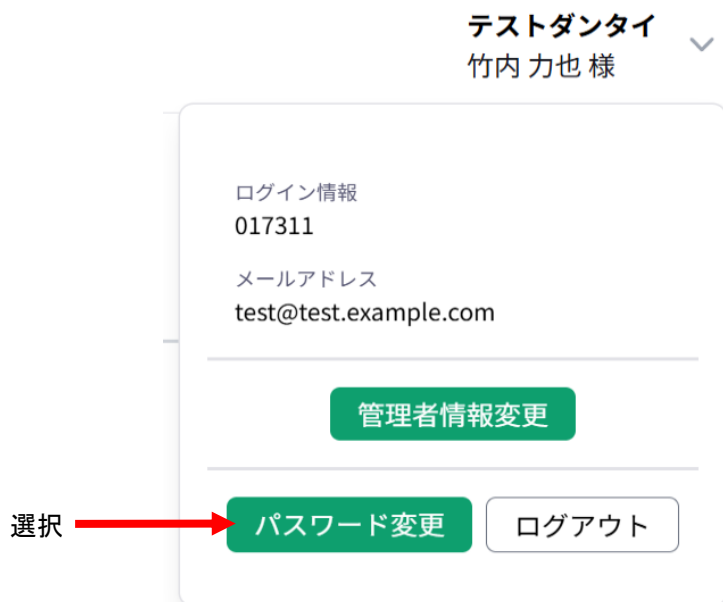 テストダンタイ
竹内 力也 様
ログイン情報
017311
メールアドレス
test@test.example.com
管理者情報変更
選択
パスワード変更
ログアウト